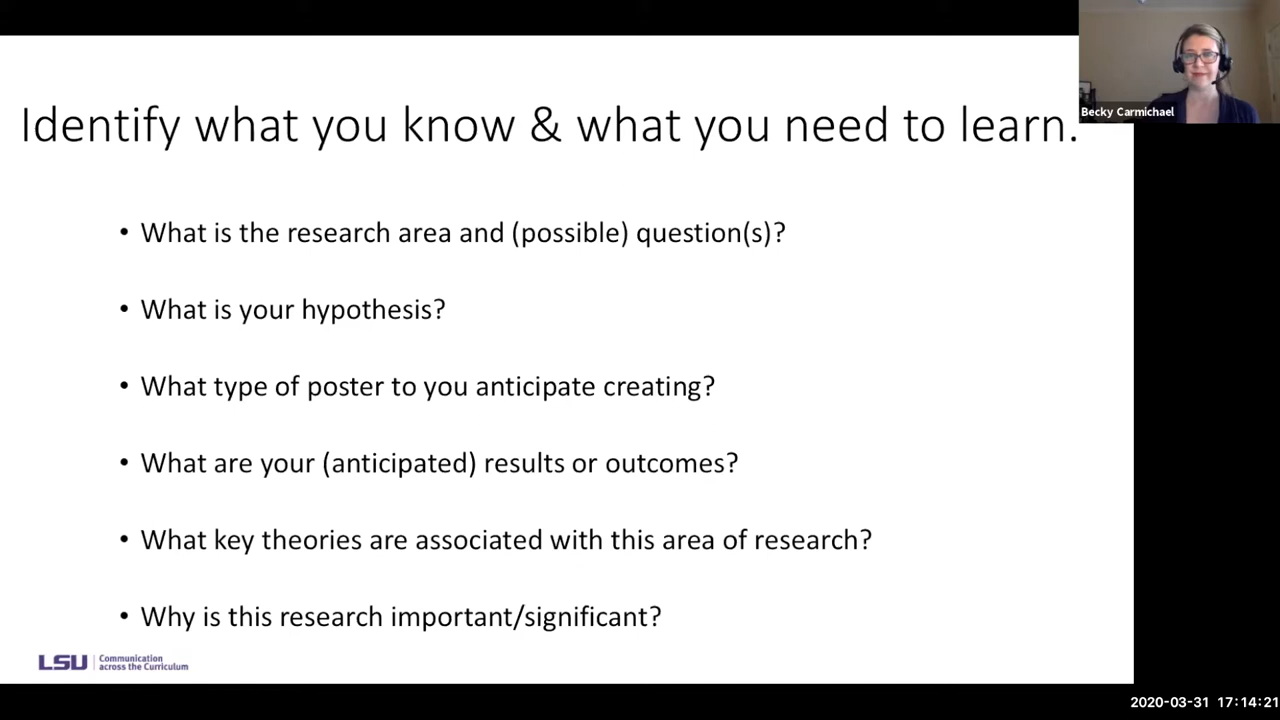 Identify what you know & what you need to learn.
Becky Carmichael
• What is the research area and (possible) question(s)?
• What is your hypothesis?
• What type of poster to you anticipate creating?
• What are your (anticipated) results or outcomes?
• What key theories are associated with this area of research?
• Why is this research important/significant?
LSU Communication
across the Curriculum
2020-03-31 17:14:21